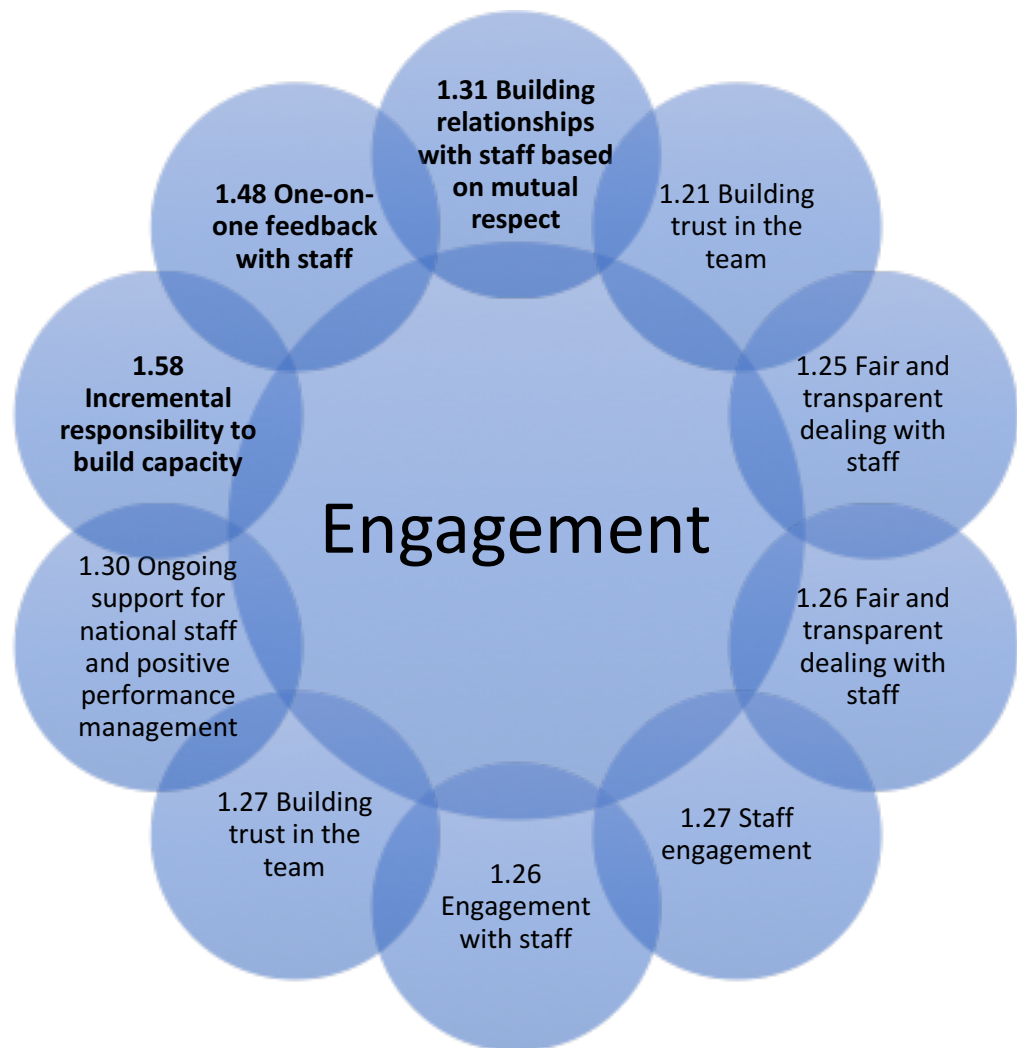 1.31 Building
relationships
with staff based
on mutual
respect
1.21 Building
trust in the
team
1.25 Fair and
transparent
dealing with
staff
1.26 Fair and
transparent
dealing with
staff
1.27 Staff
engagement
1.26
Engagement
with staff
1.27 Building
trust in the
team
1.30 Ongoing
support for
national staff
and positive
performance
management
1.58
Incremental
responsibility to
build capacity
1.48 One-on-
one feedback
with staff
Engagement